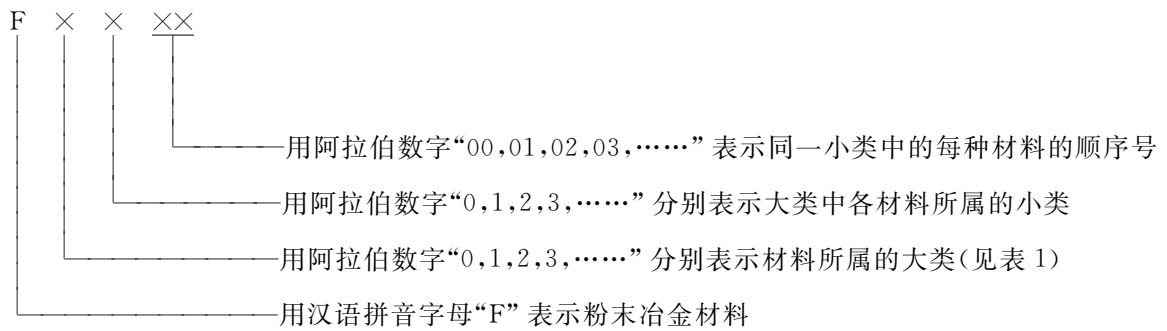 F × × ××
用阿拉伯数字“00,01,02,03,……”表示同一小类中的每种材料的顺序号
用阿拉伯数字“0,1,2,3,……”分别表示大类中各材料所属的小类
用阿拉伯数字“0,1,2,3,……”分别表示材料所属的大类(见表 1)
用汉语拼音字母“F”表示粉末冶金材料